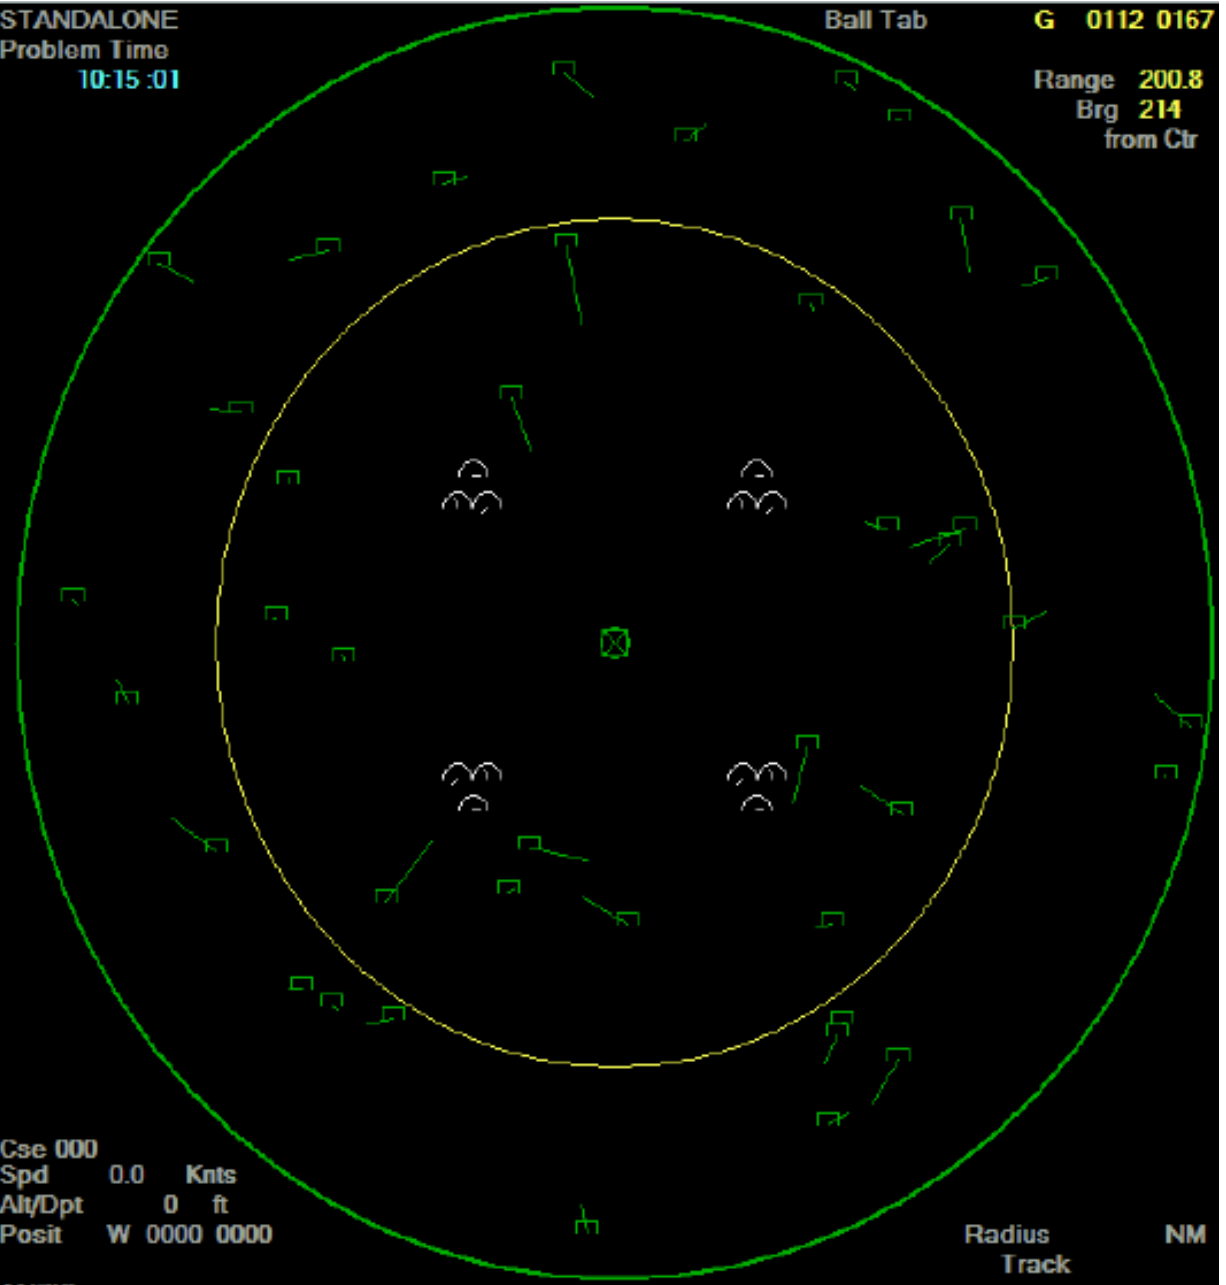 STANDALONE
Problem Time
10:15 :01
Ball Tab
G 0112 0167
Range 200.8
Brg 214
from Ctr
Cse 000
Spd 0.0 Knts
Alt/Dpt 0 ft
Posit W 0000 0000
Radius NM
Track